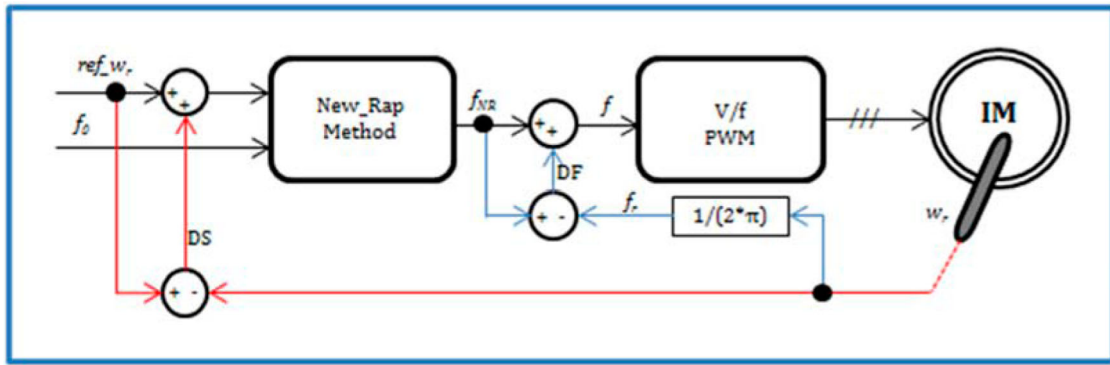 ref_wr
+
+
f0
New_Rap
Method
fNR
+
+
f
V/f
PWM
///
IM
DF
+ -
fr
1/(2*π)
wr
DS
+ -